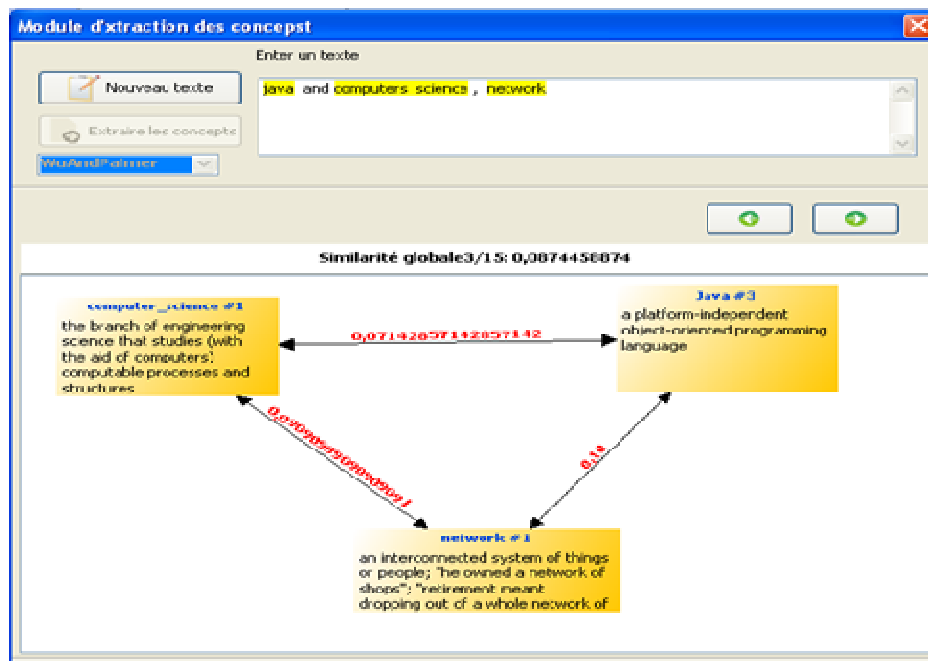 Module d'xtraction des concepst
Enter un texte
Nouveau texte
java and computers science , network
Extraire les concepts
WuAndPalmer
Similarité globale3/15: 0,0874458874
computer_science #1
the branch of engineering
science that studies (with
the aid of computers)
computable processes and
structures
Java #3
a platform-independent
object-oriented programming
language
0,07142857142857142
0,14
network #1
an interconnected system of things
or people; "he owned a network of
shops"; "retirement meant
dropping out of a whole network of